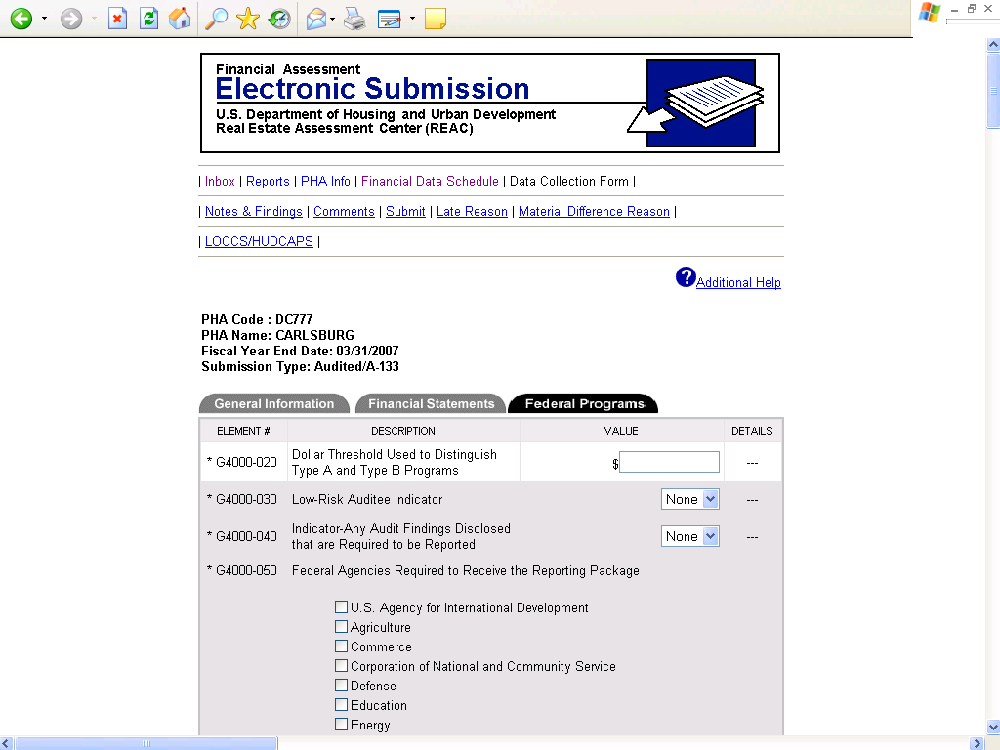 Financial Assessment
Electronic Submission
U.S. Department of Housing and Urban Development
Real Estate Assessment Center (REAC)
| Inbox | Reports | PHA Info | Financial Data Schedule | Data Collection Form |
| Notes & Findings | Comments | Submit | Late Reason | Material Difference Reason |
| LOCCS/HUDCAPS |
? Additional Help
PHA Code : DC777
PHA Name: CARLSBURG
Fiscal Year End Date: 03/31/2007
Submission Type: Audited/A-133
General Information Financial Statements Federal Programs
ELEMENT # DESCRIPTION VALUE DETAILS
* G4000-020 Dollar Threshold Used to Distinguish Type A and Type B Programs $ ---
* G4000-030 Low-Risk Auditee Indicator None ---
* G4000-040 Indicator-Any Audit Findings Disclosed that are Required to be Reported None ---
* G4000-050 Federal Agencies Required to Receive the Reporting Package
U.S. Agency for International Development
Agriculture
Commerce
Corporation of National and Community Service
Defense
Education
Energy